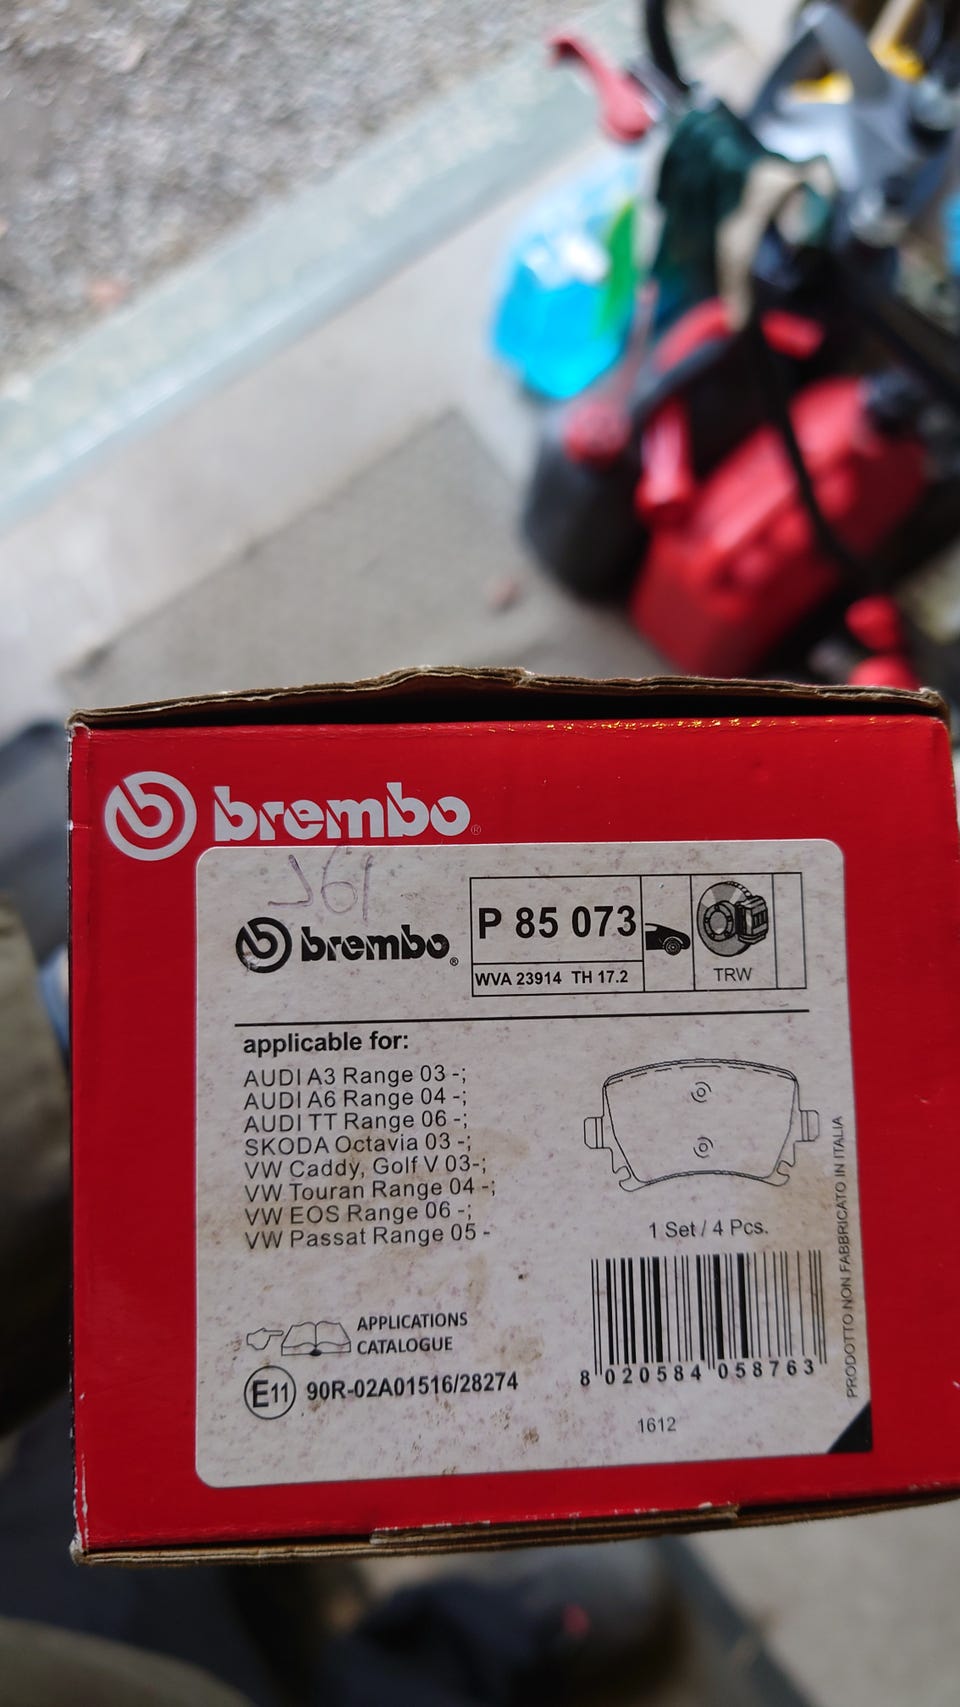 brembo®
brembo®
P 85 073
WVA 23914 TH 17.2
TRW
applicable for:
AUDI A3 Range 03 -;
AUDI A6 Range 04 -;
AUDI TT Range 06 -;
SKODA Octavia 03 -;
VW Caddy, Golf V 03-;
VW Touran Range 04 -;
VW EOS Range 06 -;
VW Passat Range 05 -
1 Set / 4 Pcs.
APPLICATIONS
CATALOGUE
E11 90R-02A01516/28274
8 020584 058763
1612
PRODOTTO NON FABBRICATO IN ITALIA